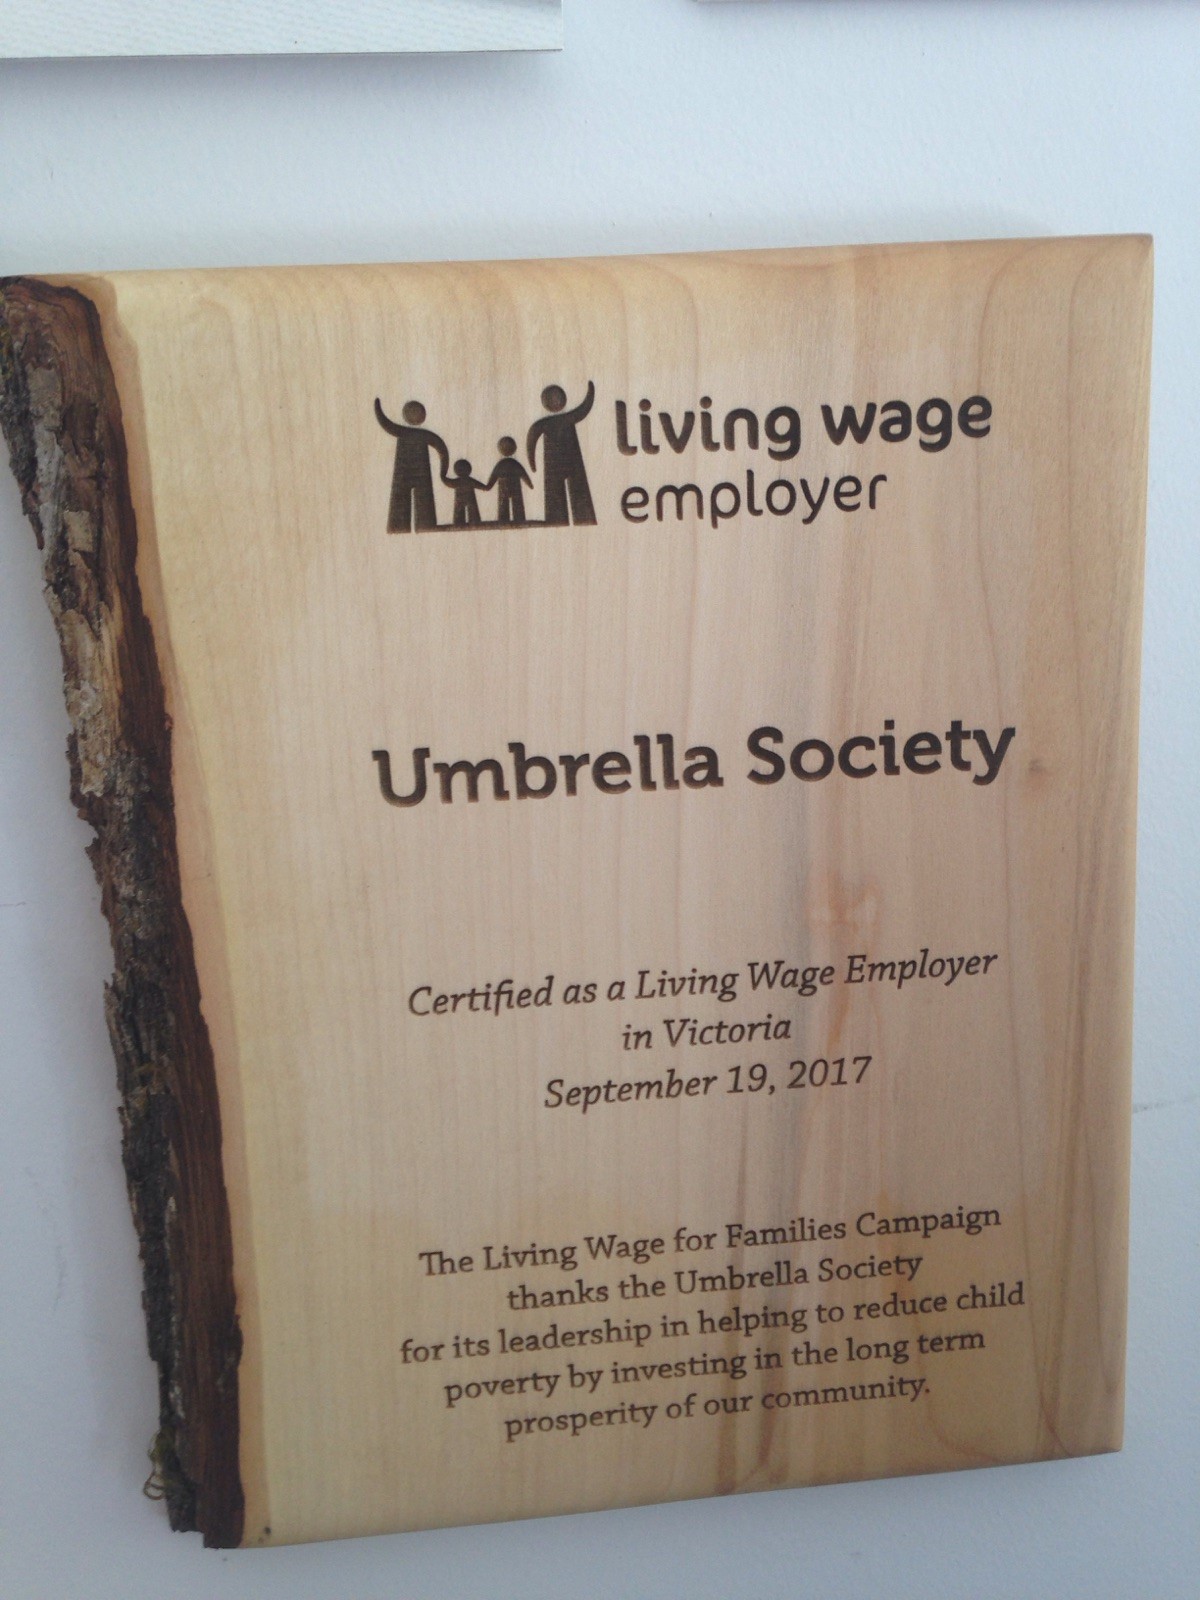 living wage
employer
Umbrella Society
Certified as a Living Wage Employer
in Victoria
September 19, 2017
The Living Wage for Families Campaign
thanks the Umbrella Society
for its leadership in helping to reduce child
poverty by investing in the long term
prosperity of our community.